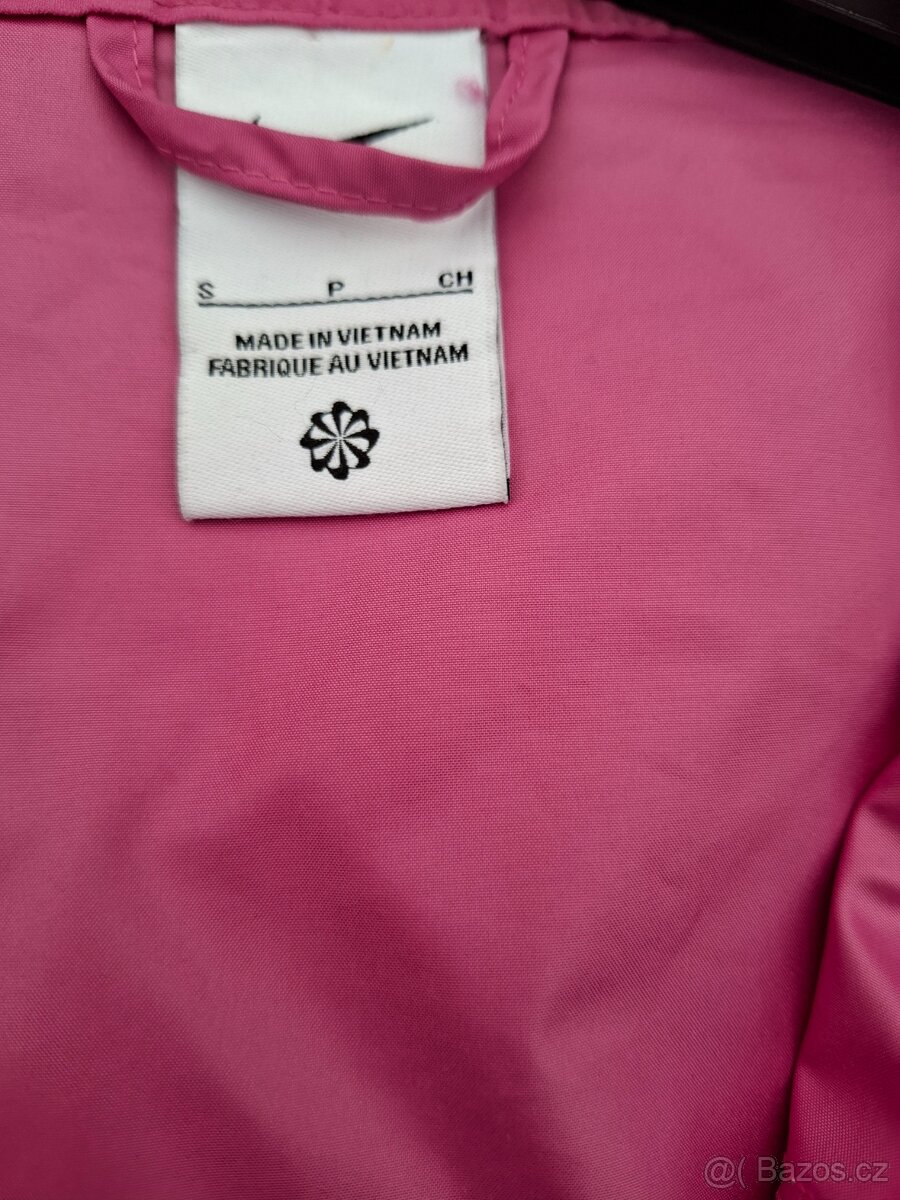 S P CH
MADE IN VIETNAM
FABRIQUE AU VIETNAM
@( Bazos.cz